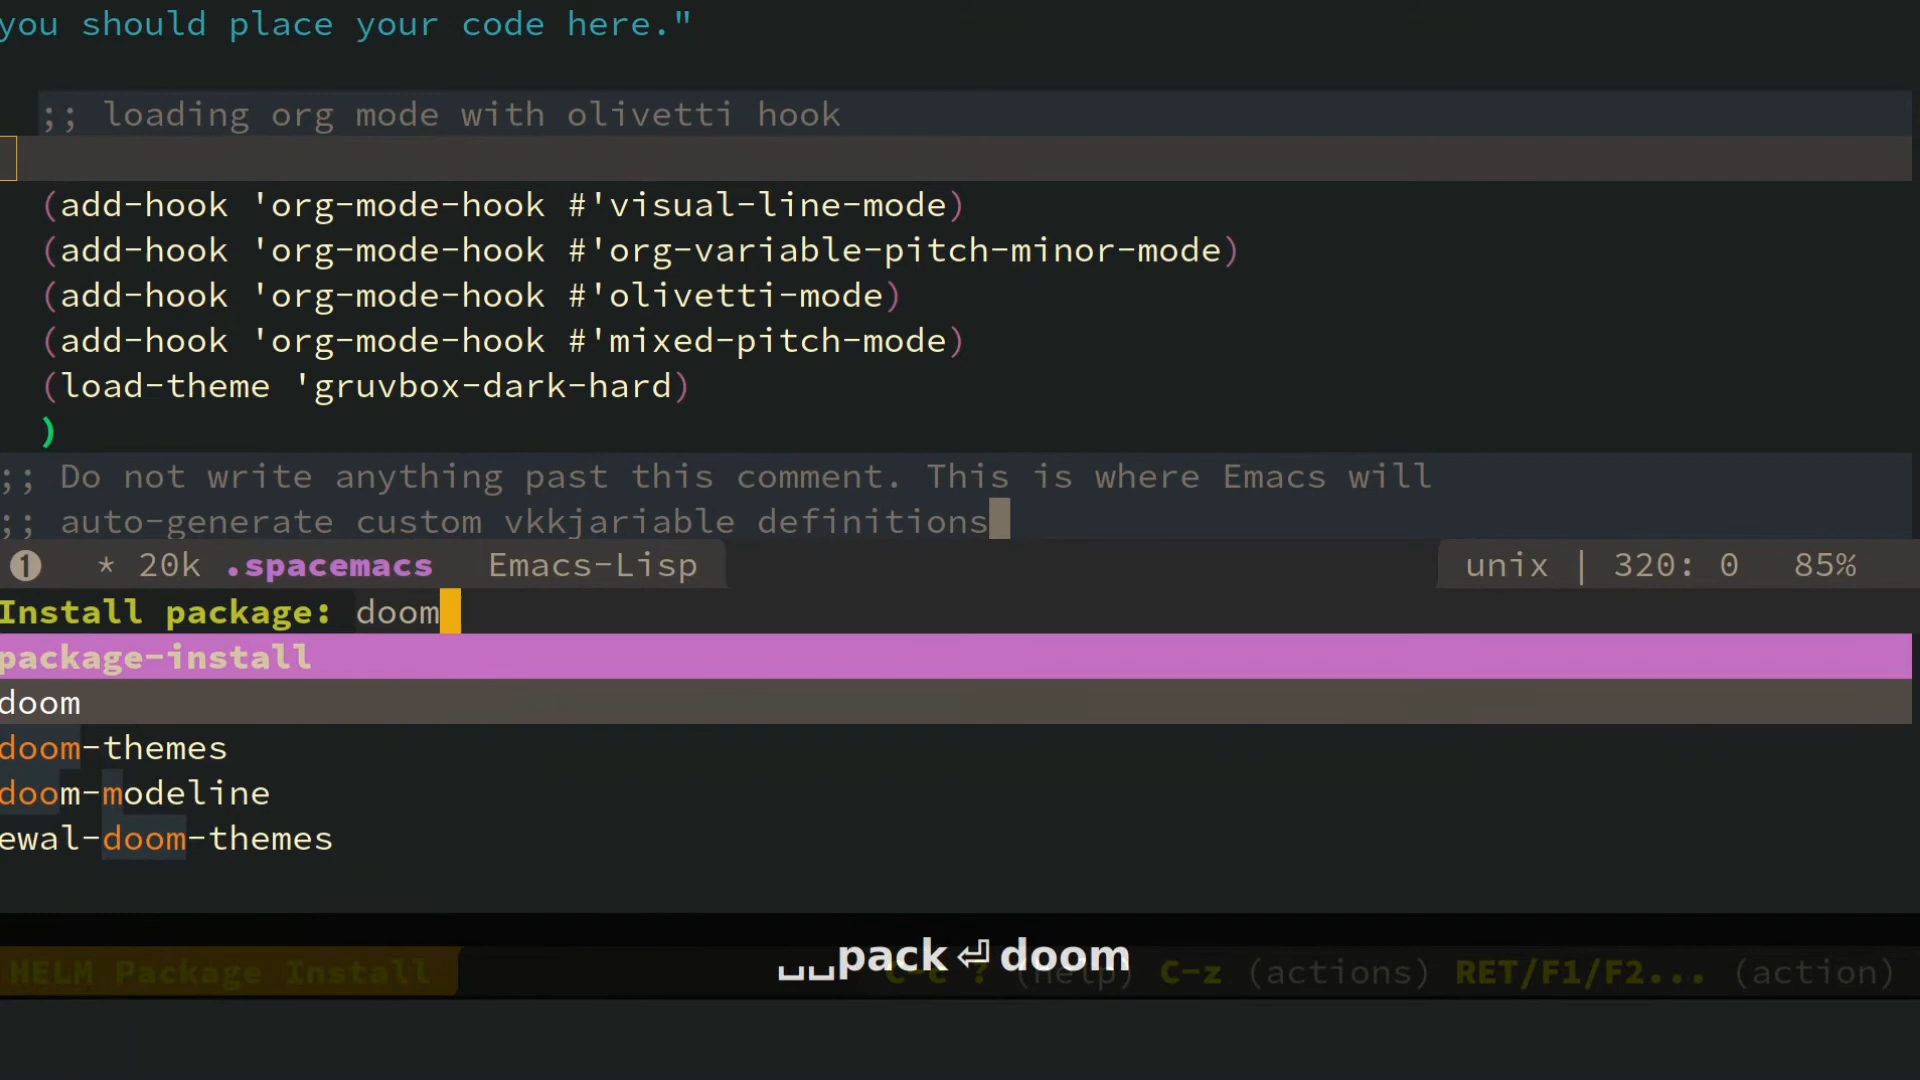 you should place your code here."
;; loading org mode with olivetti hook
(add-hook 'org-mode-hook #'visual-line-mode)
(add-hook 'org-mode-hook #'org-variable-pitch-minor-mode)
(add-hook 'org-mode-hook #'olivetti-mode)
(add-hook 'org-mode-hook #'mixed-pitch-mode)
(load-theme 'gruvbox-dark-hard)
)
;; Do not write anything past this comment. This is where Emacs will
;; auto-generate custom vkkjariable definitions
❶ * 20k .spacemacs Emacs-Lisp unix | 320: 0 85%
Install package: doom
package-install
doom
doom-themes
doom-modeline
ewal-doom-themes
␣␣pack⏎doom
HELM Package Install C-c ? (help) C-z (actions) RET/F1/F2... (action)